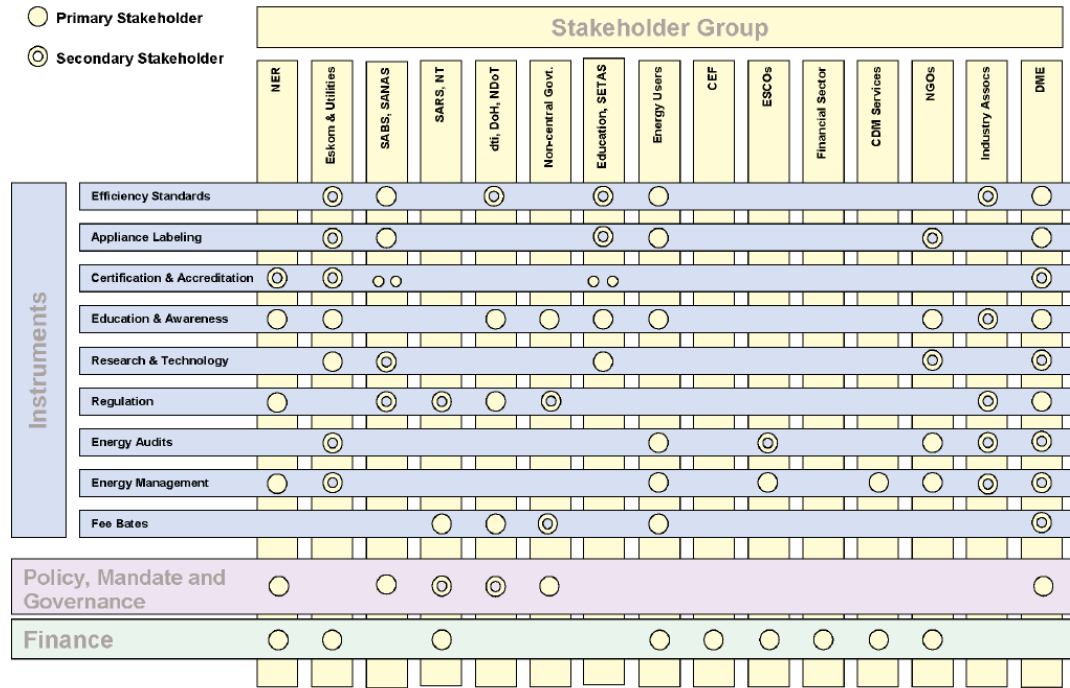 Primary Stakeholder
Secondary Stakeholder
Stakeholder Group
NER
Eskom & Utilities
SABS, SANAS
SARS, NT
dti, DoH, NDoT
Non-central Govt.
Education, SETAS
Energy Users
CEF
ESCOs
Financial Sector
CDM Services
NGOs
Industry Assocs
DME
Instruments
Efficiency Standards
Appliance Labeling
Certification & Accreditation
Education & Awareness
Research & Technology
Regulation
Energy Audits
Energy Management
Fee Bates
Policy, Mandate and
Governance
Finance